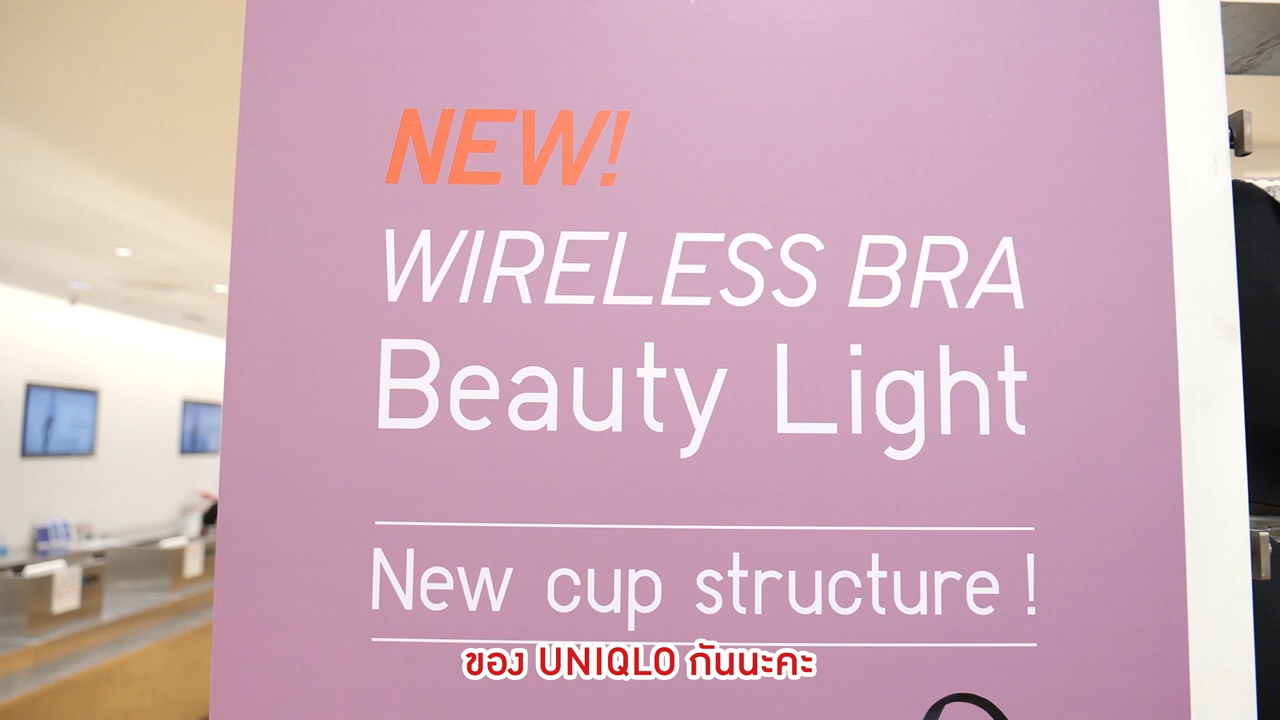 NEW!
WIRELESS BRA
Beauty Light
New cup structure !
ของ UNIQLO กันนะคะ